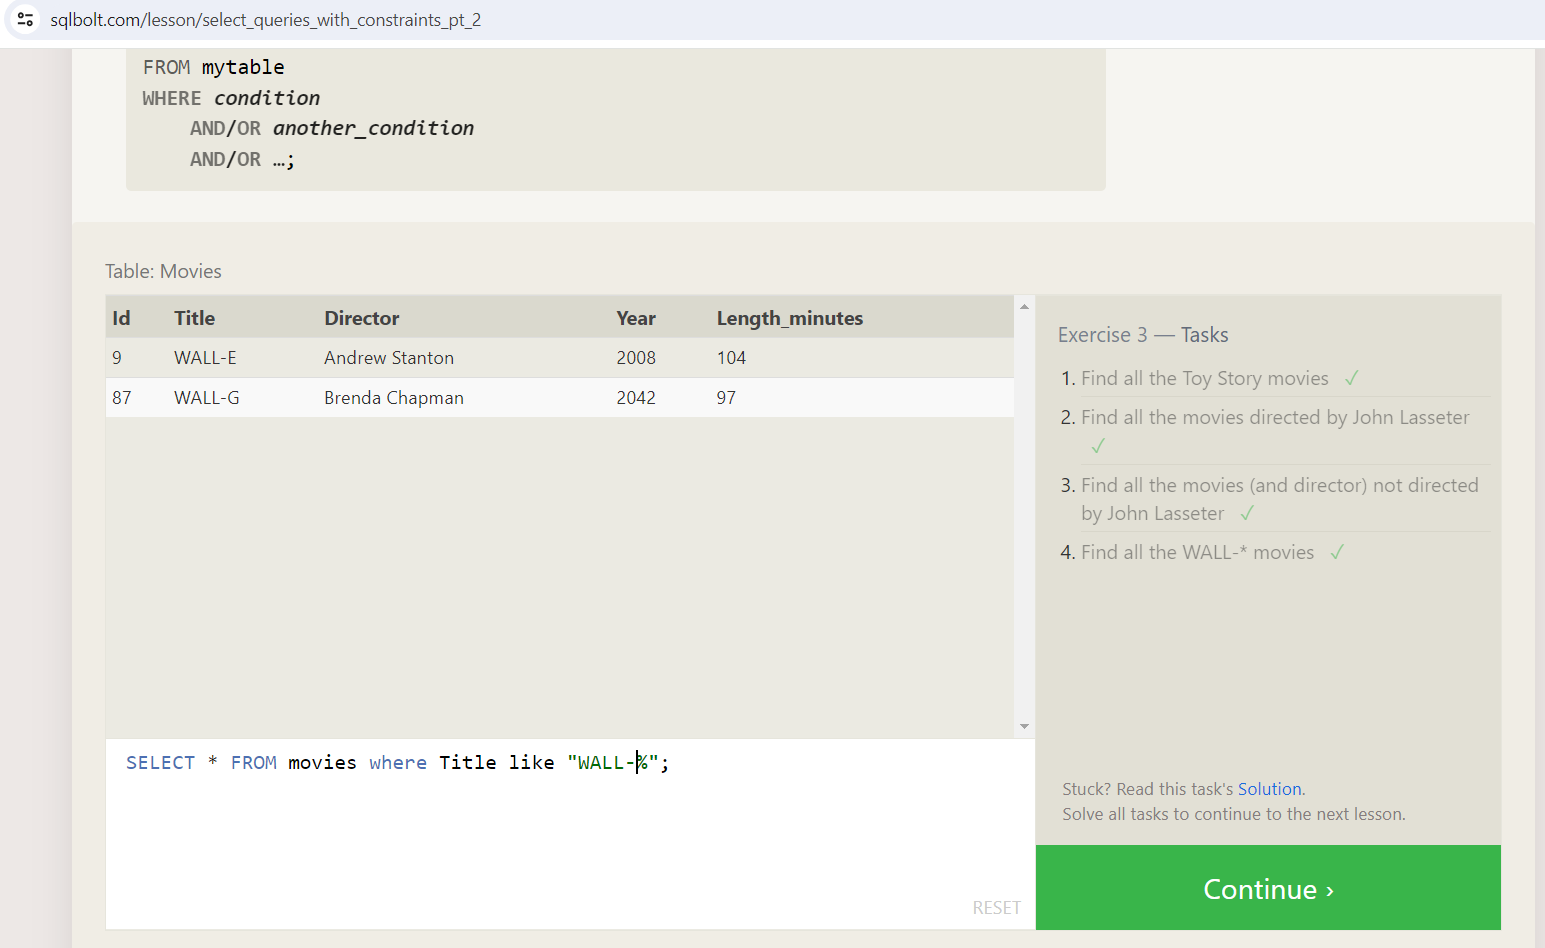 sqlbolt.com/lesson/select_queries_with_constraints_pt_2
FROM mytable
WHERE condition
AND/OR another_condition
AND/OR …;
Table: Movies
Id Title Director Year Length_minutes
9 WALL-E Andrew Stanton 2008 104
87 WALL-G Brenda Chapman 2042 97
SELECT * FROM movies where Title like "WALL-%";
RESET
Exercise 3 — Tasks
1. Find all the Toy Story movies ✓
2. Find all the movies directed by John Lasseter
✓
3. Find all the movies (and director) not directed
by John Lasseter ✓
4. Find all the WALL-* movies ✓
Stuck? Read this task's Solution.
Solve all tasks to continue to the next lesson.
Continue ›